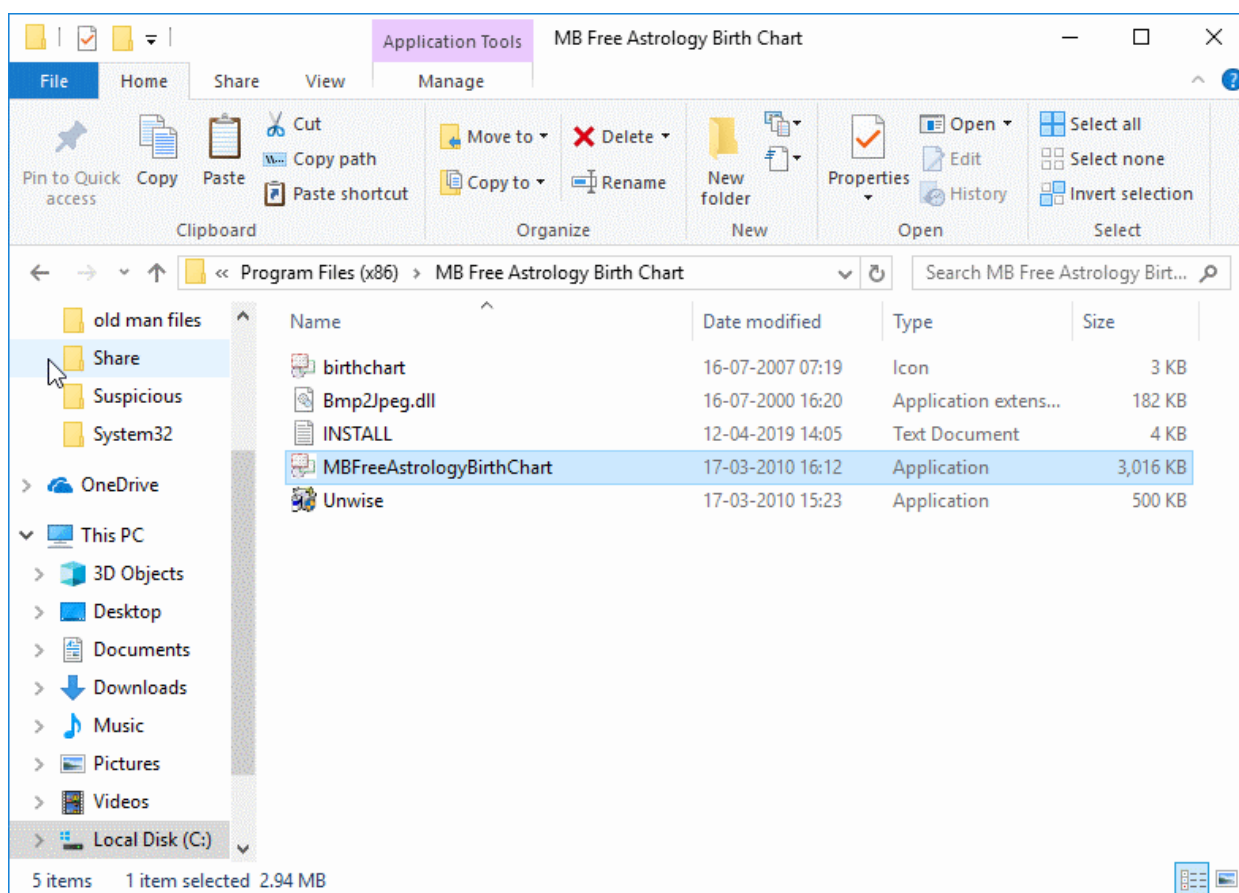 Application Tools MB Free Astrology Birth Chart
File Home Share View Manage
Pin to Quick access
Copy
Paste
Cut
Copy path
Paste shortcut
Clipboard
Move to
Copy to
Delete
Rename
Organize
New folder
New
Properties
Open
Edit
History
Open
Select all
Select none
Invert selection
Select
« Program Files (x86) > MB Free Astrology Birth Chart
Search MB Free Astrology Birt...
old man files
Share
Suspicious
System32
OneDrive
This PC
3D Objects
Desktop
Documents
Downloads
Music
Pictures
Videos
Local Disk (C:)
Name Date modified Type Size
birthchart 16-07-2007 07:19 Icon 3 KB
Bmp2Jpeg.dll 16-07-2000 16:20 Application extens... 182 KB
INSTALL 12-04-2019 14:05 Text Document 4 KB
MBFreeAstrologyBirthChart 17-03-2010 16:12 Application 3,016 KB
Unwise 17-03-2010 15:23 Application 500 KB
5 items 1 item selected 2.94 MB